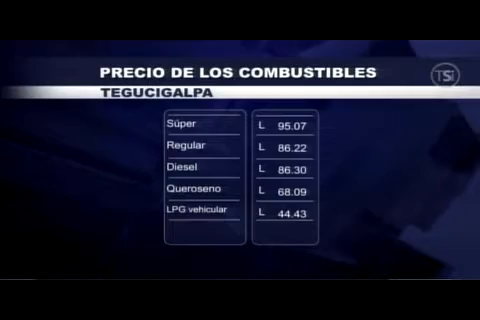 PRECIO DE LOS COMBUSTIBLES
TSi
TEGUCIGALPA
Súper L 95.07
Regular L 86.22
Diesel L 86.30
Queroseno L 68.09
LPG vehicular L 44.43